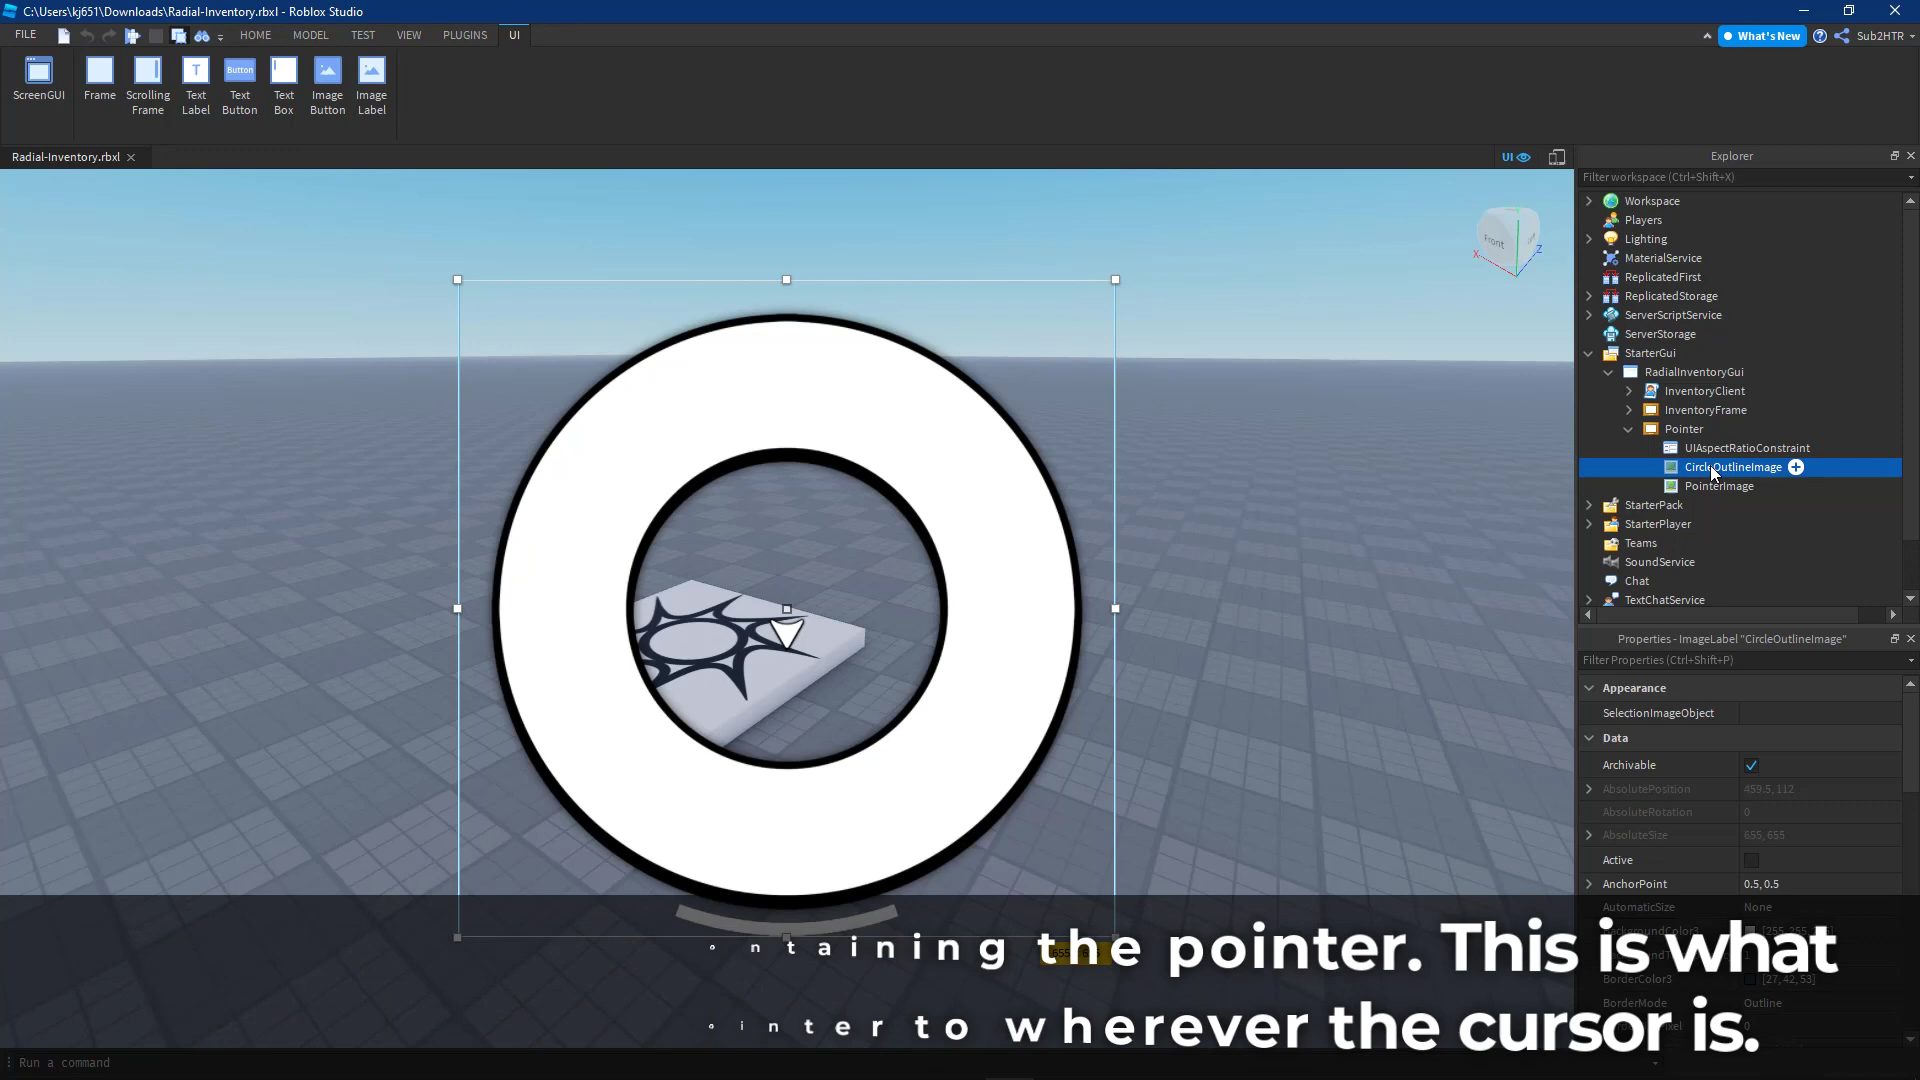 C:\Users\kj651\Downloads\Radial-Inventory.rbxl - Roblox Studio
FILE
HOME
MODEL
TEST
VIEW
PLUGINS
UI
What's New
Sub2HTR
ScreenGUI
Frame
Scrolling
Frame
Text
Label
Button
Text
Button
Text
Box
Image
Button
Image
Label
Radial-Inventory.rbxl
UI
Explorer
Filter workspace (Ctrl+Shift+X)
Workspace
Players
Lighting
MaterialService
ReplicatedFirst
ReplicatedStorage
ServerScriptService
ServerStorage
StarterGui
RadialInventoryGui
InventoryClient
InventoryFrame
Pointer
UIAspectRatioConstraint
CircleOutlineImage
PointerImage
StarterPack
StarterPlayer
Teams
SoundService
Chat
TextChatService
Front
X
Z
Properties - ImageLabel "CircleOutlineImage"
Filter Properties (Ctrl+Shift+P)
Appearance
SelectionImageObject
Data
Archivable
AbsolutePosition 459.5, 112
AbsoluteRotation 0
AbsoluteSize 655, 655
Active
AnchorPoint 0.5, 0.5
AutomaticSize None
BorderColor3 [27, 42, 53]
BorderMode Outline
ontaining the pointer. This is what
ointer to wherever the cursor is.
Run a command